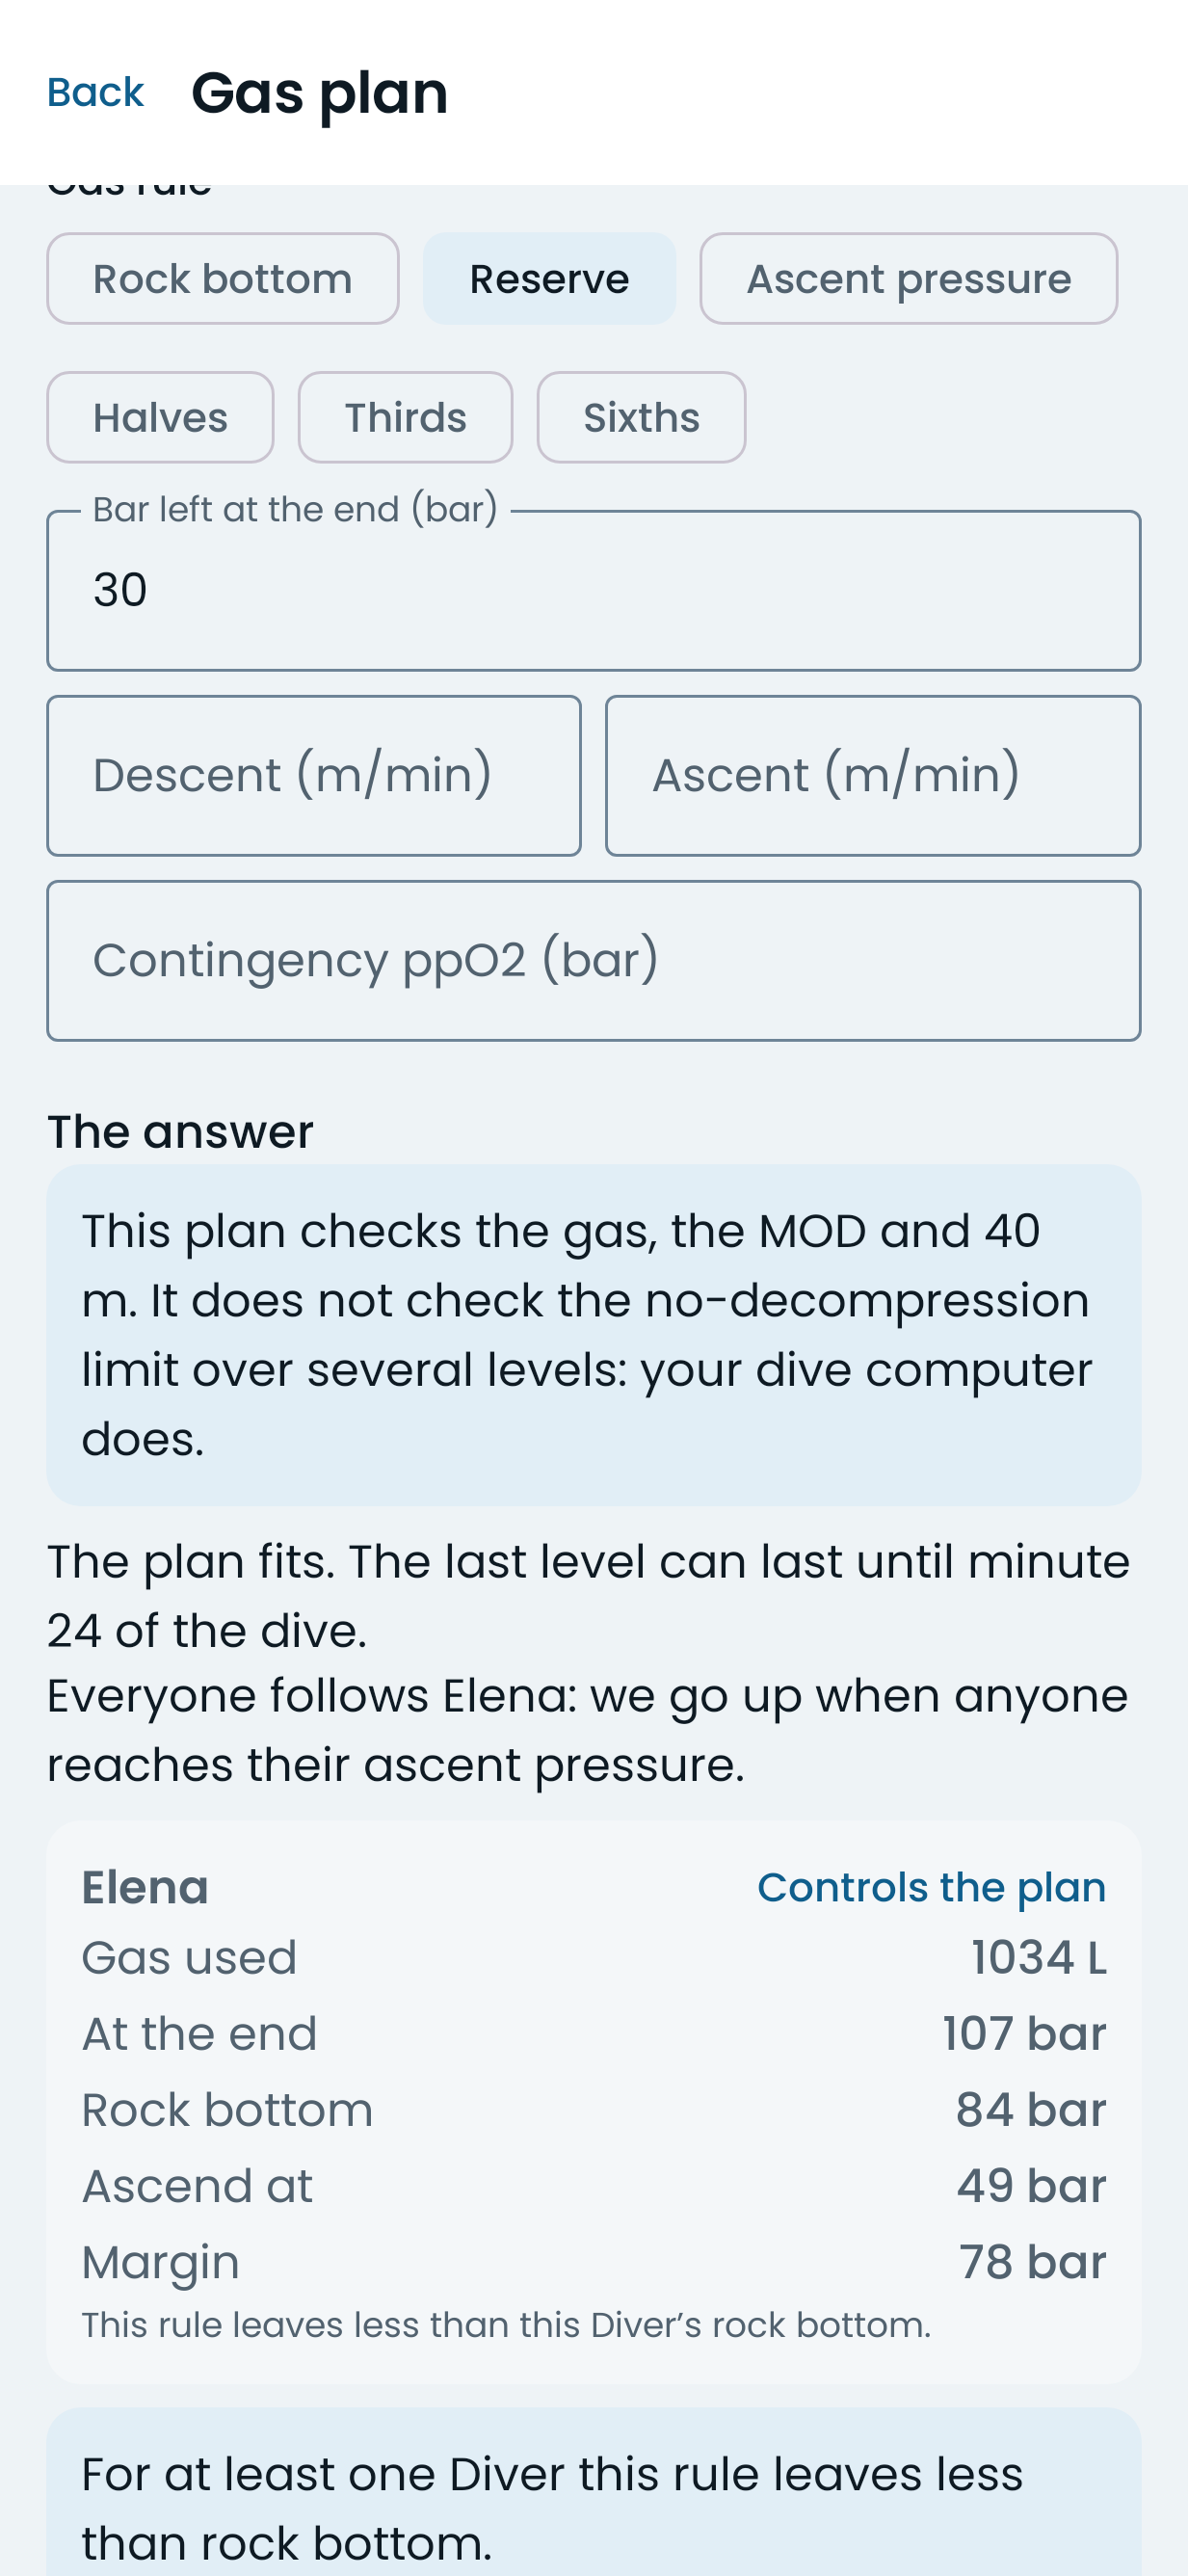 Back Gas plan
Gas rule
Rock bottom Reserve Ascent pressure
Halves Thirds Sixths
Bar left at the end (bar)
30
Descent (m/min) Ascent (m/min)
Contingency ppO2 (bar)
The answer
This plan checks the gas, the MOD and 40
m. It does not check the no-decompression
limit over several levels: your dive computer
does.
The plan fits. The last level can last until minute
24 of the dive.
Everyone follows Elena: we go up when anyone
reaches their ascent pressure.
Elena Controls the plan
Gas used 1034 L
At the end 107 bar
Rock bottom 84 bar
Ascend at 49 bar
Margin 78 bar
This rule leaves less than this Diver’s rock bottom.
For at least one Diver this rule leaves less
than rock bottom.